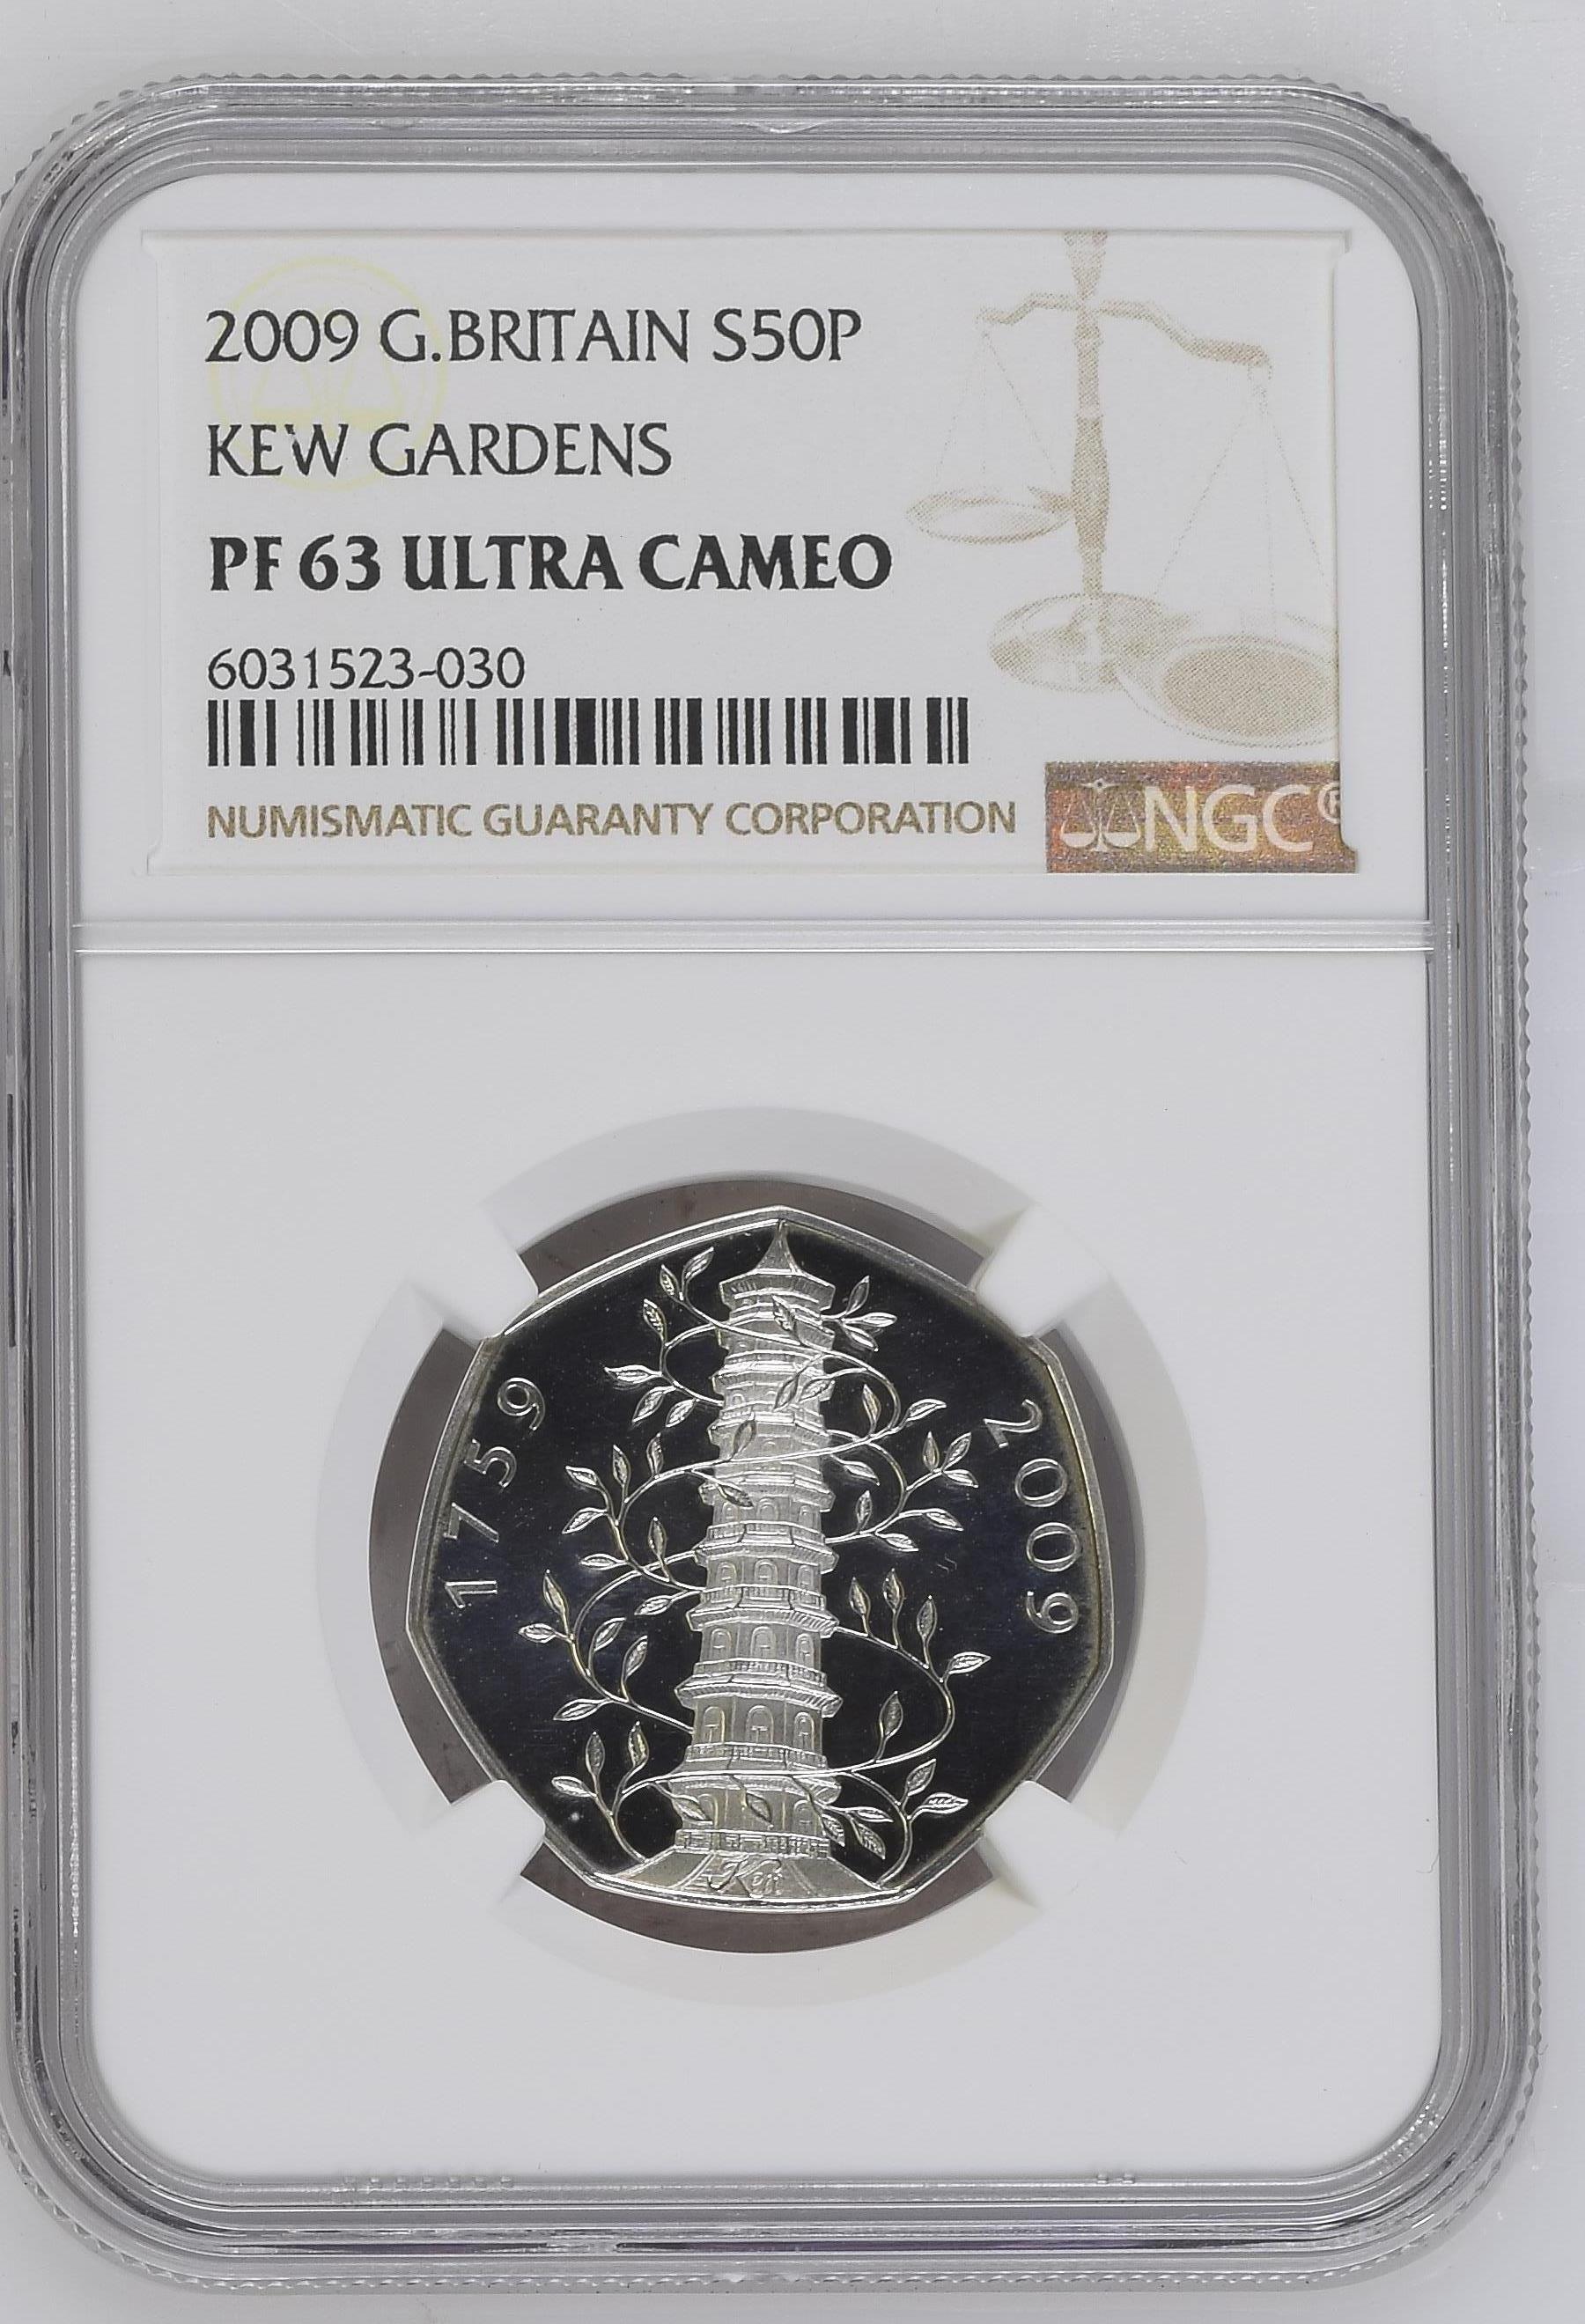 2009 G.BRITAIN S50P
KEW GARDENS
PF 63 ULTRA CAMEO
6031523-030
NUMISMATIC GUARANTY CORPORATION
NGC®
1759
2009
Kew